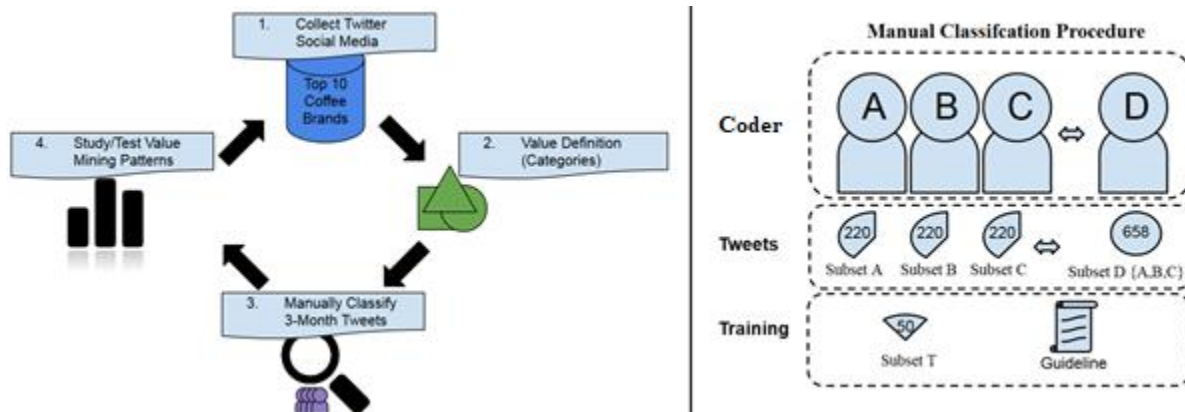 1. Collect Twitter
Social Media
Top 10
Coffee
Brands
2. Value Definition
(Categories)
3. Manually Classify
3-Month Tweets
4. Study/Test Value
Mining Patterns
Manual Classifcation Procedure
Coder
A B C ⇔ D
Tweets
220 220 220 ⇔ 658
Subset A Subset B Subset C Subset D {A,B,C}
Training
50
Subset T Guideline